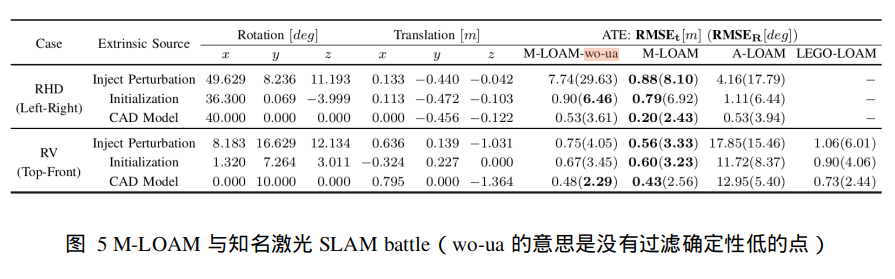 Case Extrinsic Source Rotation [deg] Translation [m] ATE: RMSEt[m] (RMSER[deg])
x y z x y z M-LOAM-wo-ua M-LOAM A-LOAM LEGO-LOAM
RHD (Left-Right) Inject Perturbation 49.629 8.236 11.193 0.133 −0.440 −0.042 7.74(29.63) 0.88(8.10) 4.16(17.79) −
Initialization 36.300 0.069 −3.999 0.113 −0.472 −0.103 0.90(6.46) 0.79(6.92) 1.11(6.44) −
CAD Model 40.000 0.000 0.000 0.000 −0.456 −0.122 0.53(3.61) 0.20(2.43) 0.53(3.94) −
RV (Top-Front) Inject Perturbation 8.183 16.629 12.134 0.636 0.139 −1.031 0.75(4.05) 0.56(3.33) 17.85(15.46) 1.06(6.01)
Initialization 1.320 7.264 3.011 −0.324 0.227 0.000 0.67(3.45) 0.60(3.23) 11.72(8.37) 0.90(4.06)
CAD Model 0.000 10.000 0.000 0.795 0.000 −1.364 0.48(2.29) 0.43(2.56) 12.95(5.40) 0.73(2.44)
图 5 M-LOAM 与知名激光 SLAM battle（wo-ua 的意思是没有过滤确定性低的点）